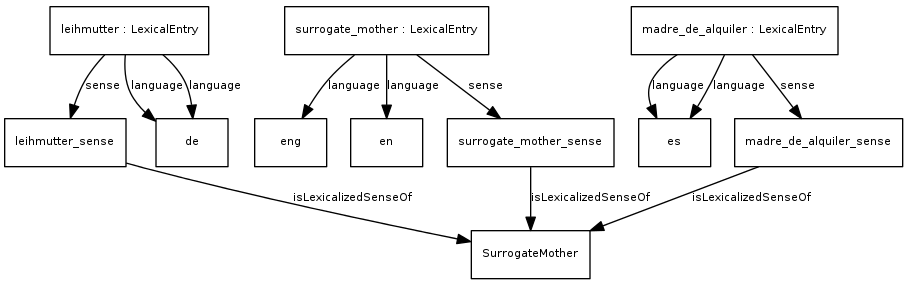 leihmutter : LexicalEntry
surrogate_mother : LexicalEntry
madre_de_alquiler : LexicalEntry
sense
language
language
language
language
sense
language
language
sense
leihmutter_sense
de
eng
en
surrogate_mother_sense
es
madre_de_alquiler_sense
isLexicalizedSenseOf
isLexicalizedSenseOf
isLexicalizedSenseOf
SurrogateMother